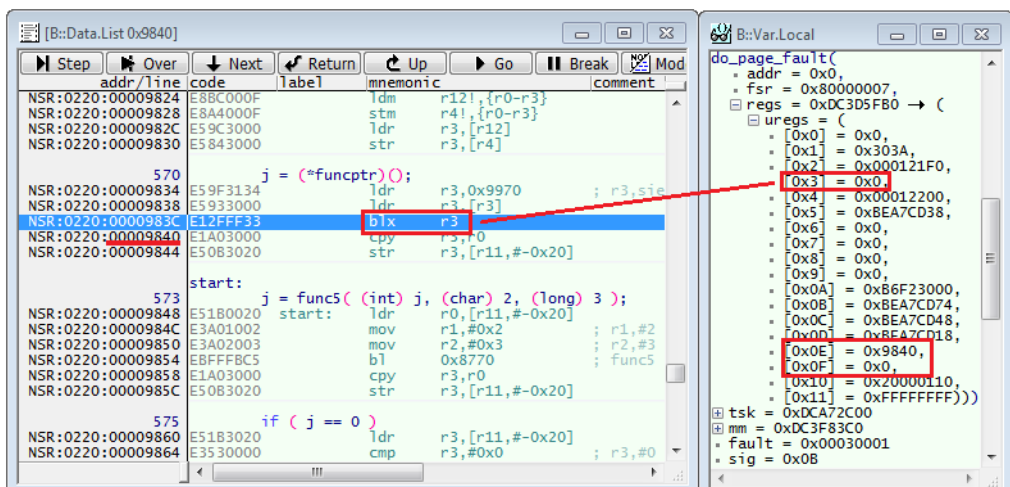 [B::Data.List 0x9840]
Step Over Next Return Up Go Break Mod
addr/line code label mnemonic comment
NSR:0220:00009824 E8BC000F ldm r12!,{r0-r3}
NSR:0220:00009828 E8A4000F stm r4!,{r0-r3}
NSR:0220:0000982C E59C3000 ldr r3,[r12]
NSR:0220:00009830 E5843000 str r3,[r4]
570 j = (*funcptr)();
NSR:0220:00009834 E59F3134 ldr r3,0x9970 ; r3,sie
NSR:0220:00009838 E5933000 ldr r3,[r3]
NSR:0220:0000983C E12FFF33 blx r3
NSR:0220:00009840 E1A03000 cpy r3,r0
NSR:0220:00009844 E50B3020 str r3,[r11,#-0x20]
start:
573 j = func5( (int) j, (char) 2, (long) 3 );
NSR:0220:00009848 E51B0020 start: ldr r0,[r11,#-0x20]
NSR:0220:0000984C E3A01002 mov r1,#0x2 ; r1,#2
NSR:0220:00009850 E3A02003 mov r2,#0x3 ; r2,#3
NSR:0220:00009854 EBFFFBC5 bl 0x8770 ; func5
NSR:0220:00009858 E1A03000 cpy r3,r0
NSR:0220:0000985C E50B3020 str r3,[r11,#-0x20]
575 if ( j == 0 )
NSR:0220:00009860 E51B3020 ldr r3,[r11,#-0x20]
NSR:0220:00009864 E3530000 cmp r3,#0x0 ; r3,#0
B::Var.Local
do_page_fault(
addr = 0x0,
fsr = 0x80000007,
regs = 0xDC3D5FB0 → (
uregs = (
[0x0] = 0x0,
[0x1] = 0x303A,
[0x2] = 0x000121F0,
[0x3] = 0x0,
[0x4] = 0x00012200,
[0x5] = 0xBEA7CD38,
[0x6] = 0x0,
[0x7] = 0x0,
[0x8] = 0x0,
[0x9] = 0x0,
[0x0A] = 0xB6F23000,
[0x0B] = 0xBEA7CD74,
[0x0C] = 0xBEA7CD48,
[0x0D] = 0xBEA7CD18,
[0x0E] = 0x9840,
[0x0F] = 0x0,
[0x10] = 0x20000110,
[0x11] = 0xFFFFFFFF)))
tsk = 0xDCA72C00
mm = 0xDC3F83C0
fault = 0x00030001
sig = 0x0B